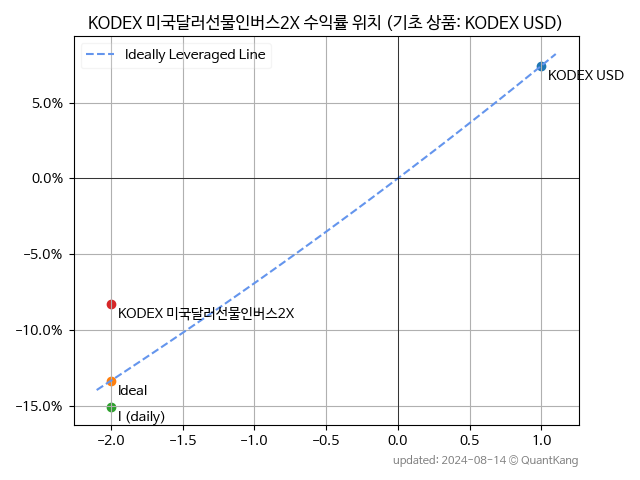 KODEX 미국달러선물인버스2X 수익률 위치 (기초 상품: KODEX USD)
Ideally Leveraged Line
KODEX USD
5.0%
0.0%
−5.0%
−10.0%
−15.0%
KODEX 미국달러선물인버스2X
Ideal
I (daily)
−2.0 −1.5 −1.0 −0.5 0.0 0.5 1.0
updated: 2024-08-14 © QuantKang